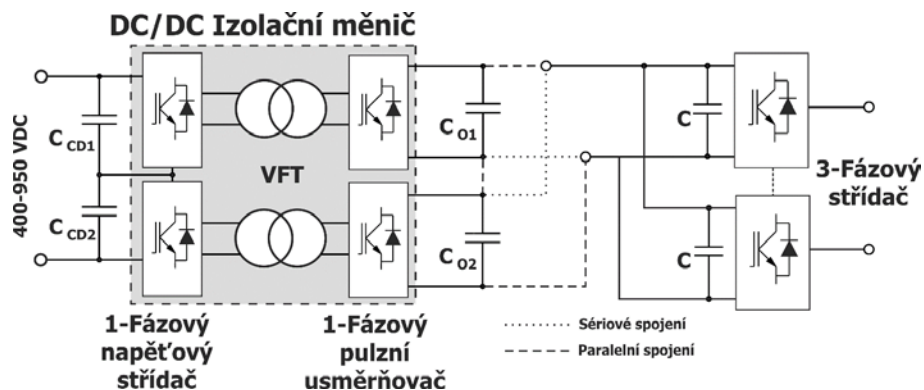 DC/DC Izolační měnič
400-950 VDC
C CD1
C CD2
VFT
C O1
C O2
C
C
3-Fázový
střídač
1-Fázový
napěťový
střídač
1-Fázový
pulzní
usměrňovač
Sériové spojení
Paralelní spojení